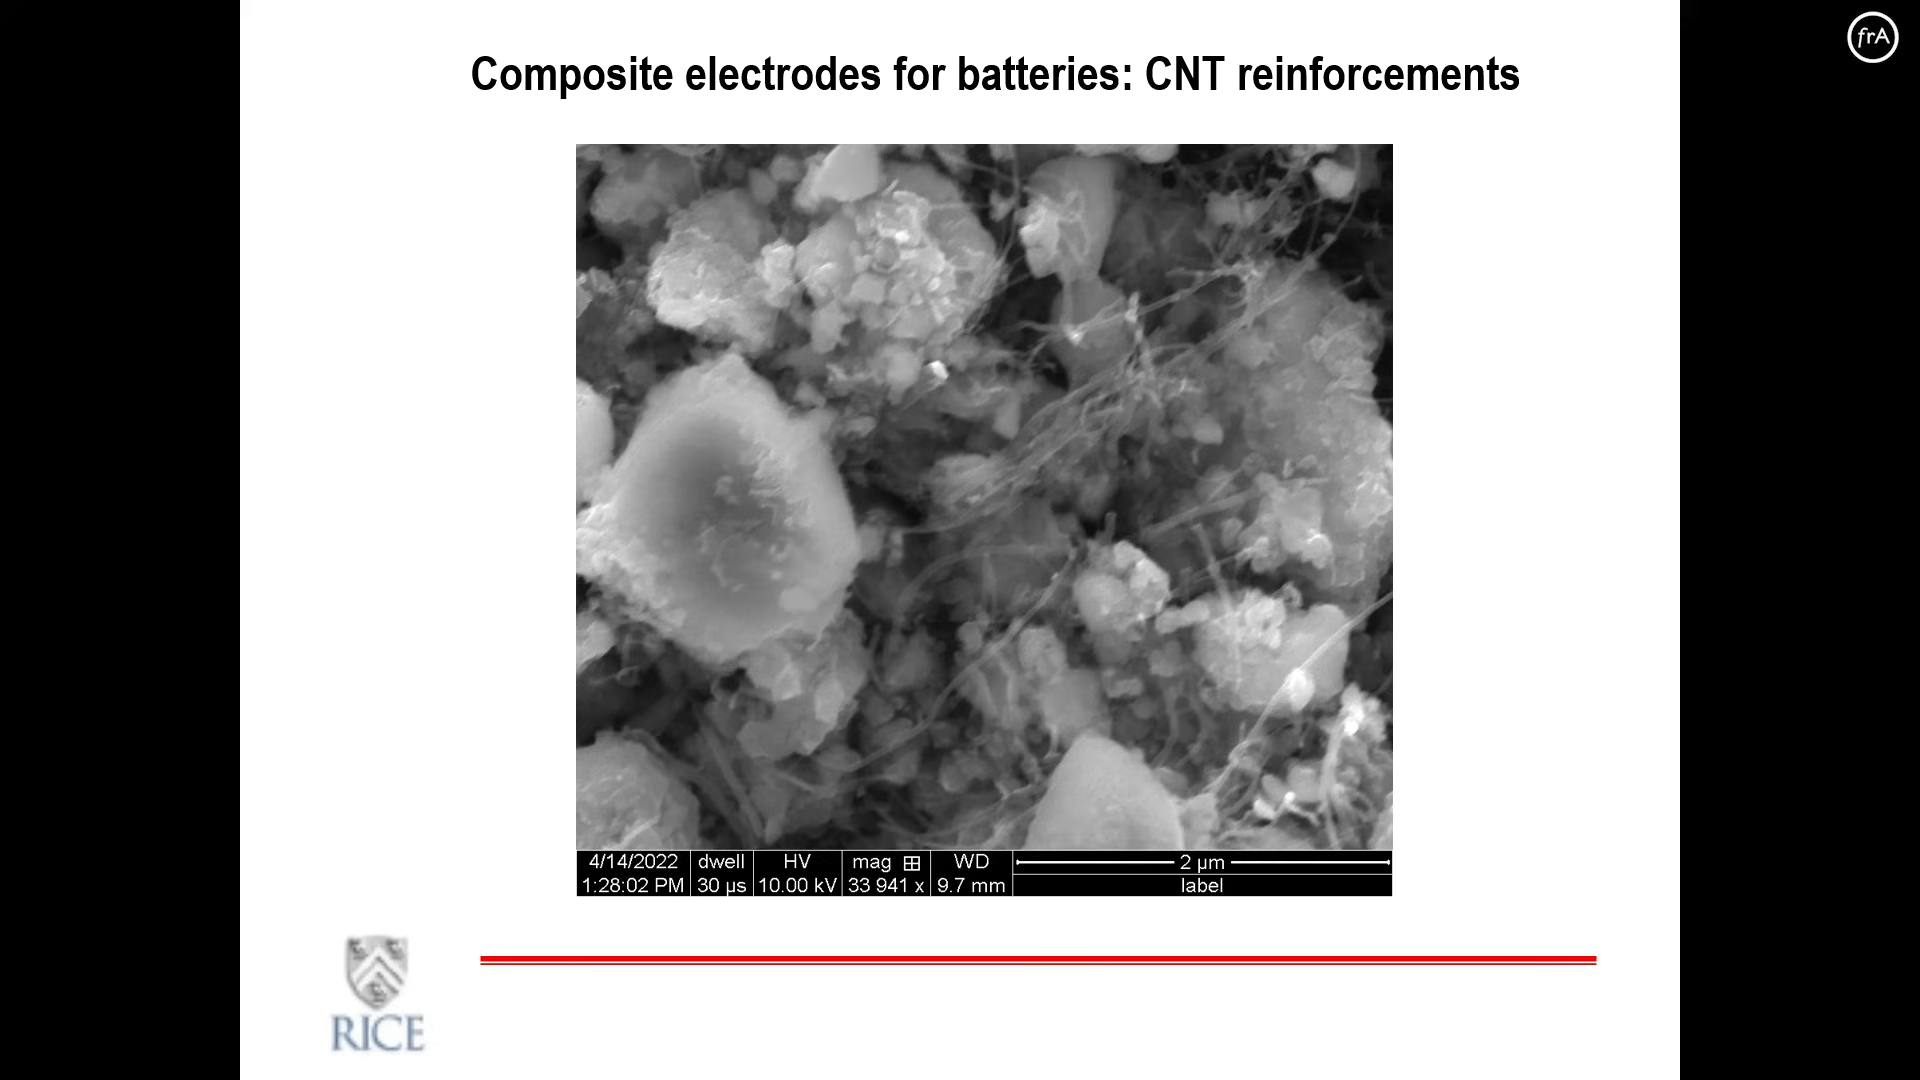 frA
Composite electrodes for batteries: CNT reinforcements
4/14/2022 dwell HV mag WD 2 µm
1:28:02 PM 30 µs 10.00 kV 33 941 x 9.7 mm label
RICE